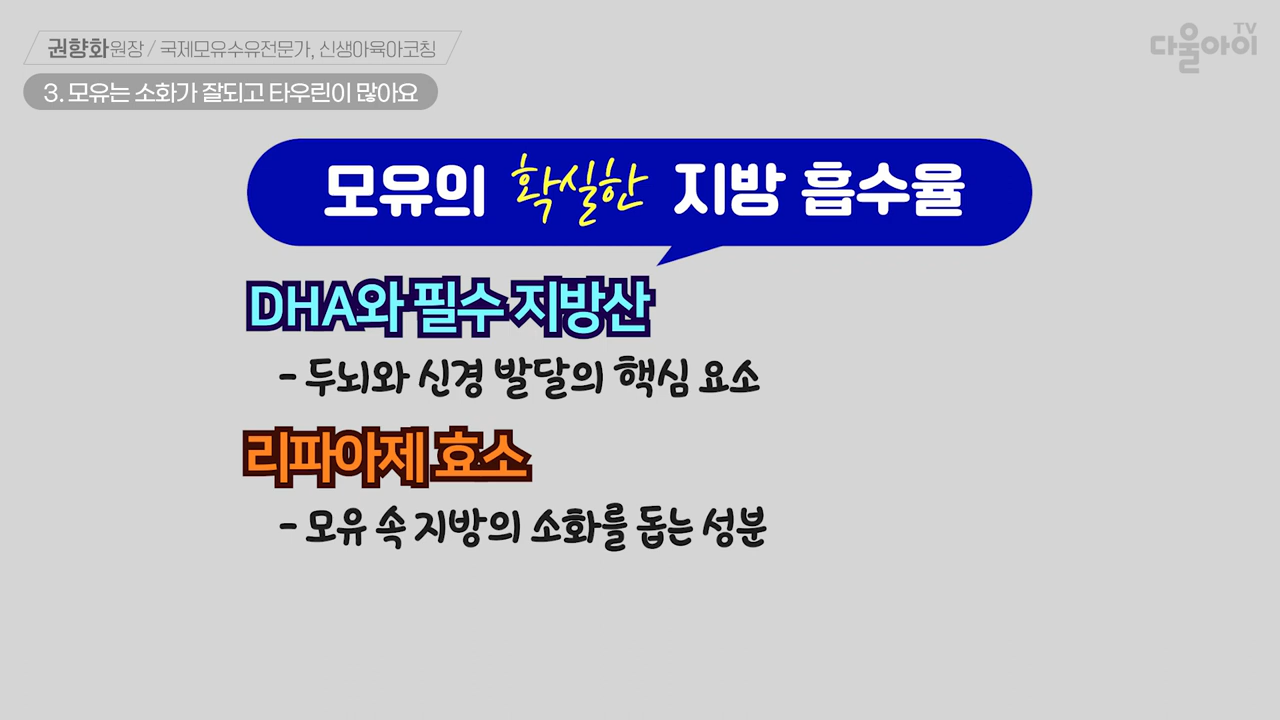 권향화원장 / 국제모유수유전문가, 신생아육아코칭
다울아이 TV
3. 모유는 소화가 잘되고 타우린이 많아요
모유의 확실한 지방 흡수율
DHA와 필수 지방산
- 두뇌와 신경 발달의 핵심 요소
리파아제 효소
- 모유 속 지방의 소화를 돕는 성분